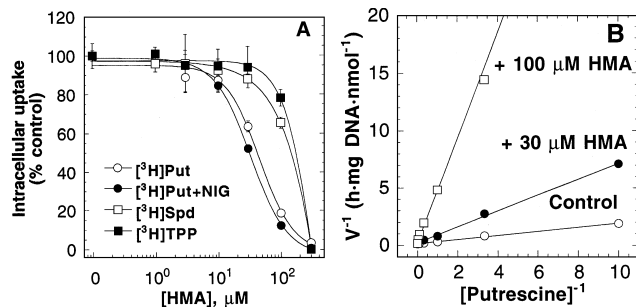 A
120
100
80
60
40
20
0
Intracellular uptake
(% control)
[³H]Put
[³H]Put+NIG
[³H]Spd
[³H]TPP
0
10⁰
10¹
10²
[HMA], μM
B
20
15
10
5
0
V⁻¹ (h·mg DNA·nmol⁻¹)
+ 100 μM HMA
+ 30 μM HMA
Control
0
2
4
6
8
10
[Putrescine]⁻¹